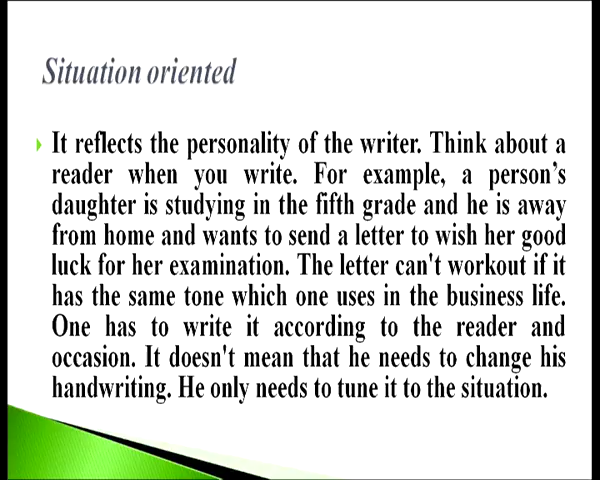 Situation oriented
It reflects the personality of the writer. Think about a
reader when you write. For example, a person's
daughter is studying in the fifth grade and he is away
from home and wants to send a letter to wish her good
luck for her examination. The letter can't workout if it
has the same tone which one uses in the business life.
One has to write it according to the reader and
occasion. It doesn't mean that he needs to change his
handwriting. He only needs to tune it to the situation.